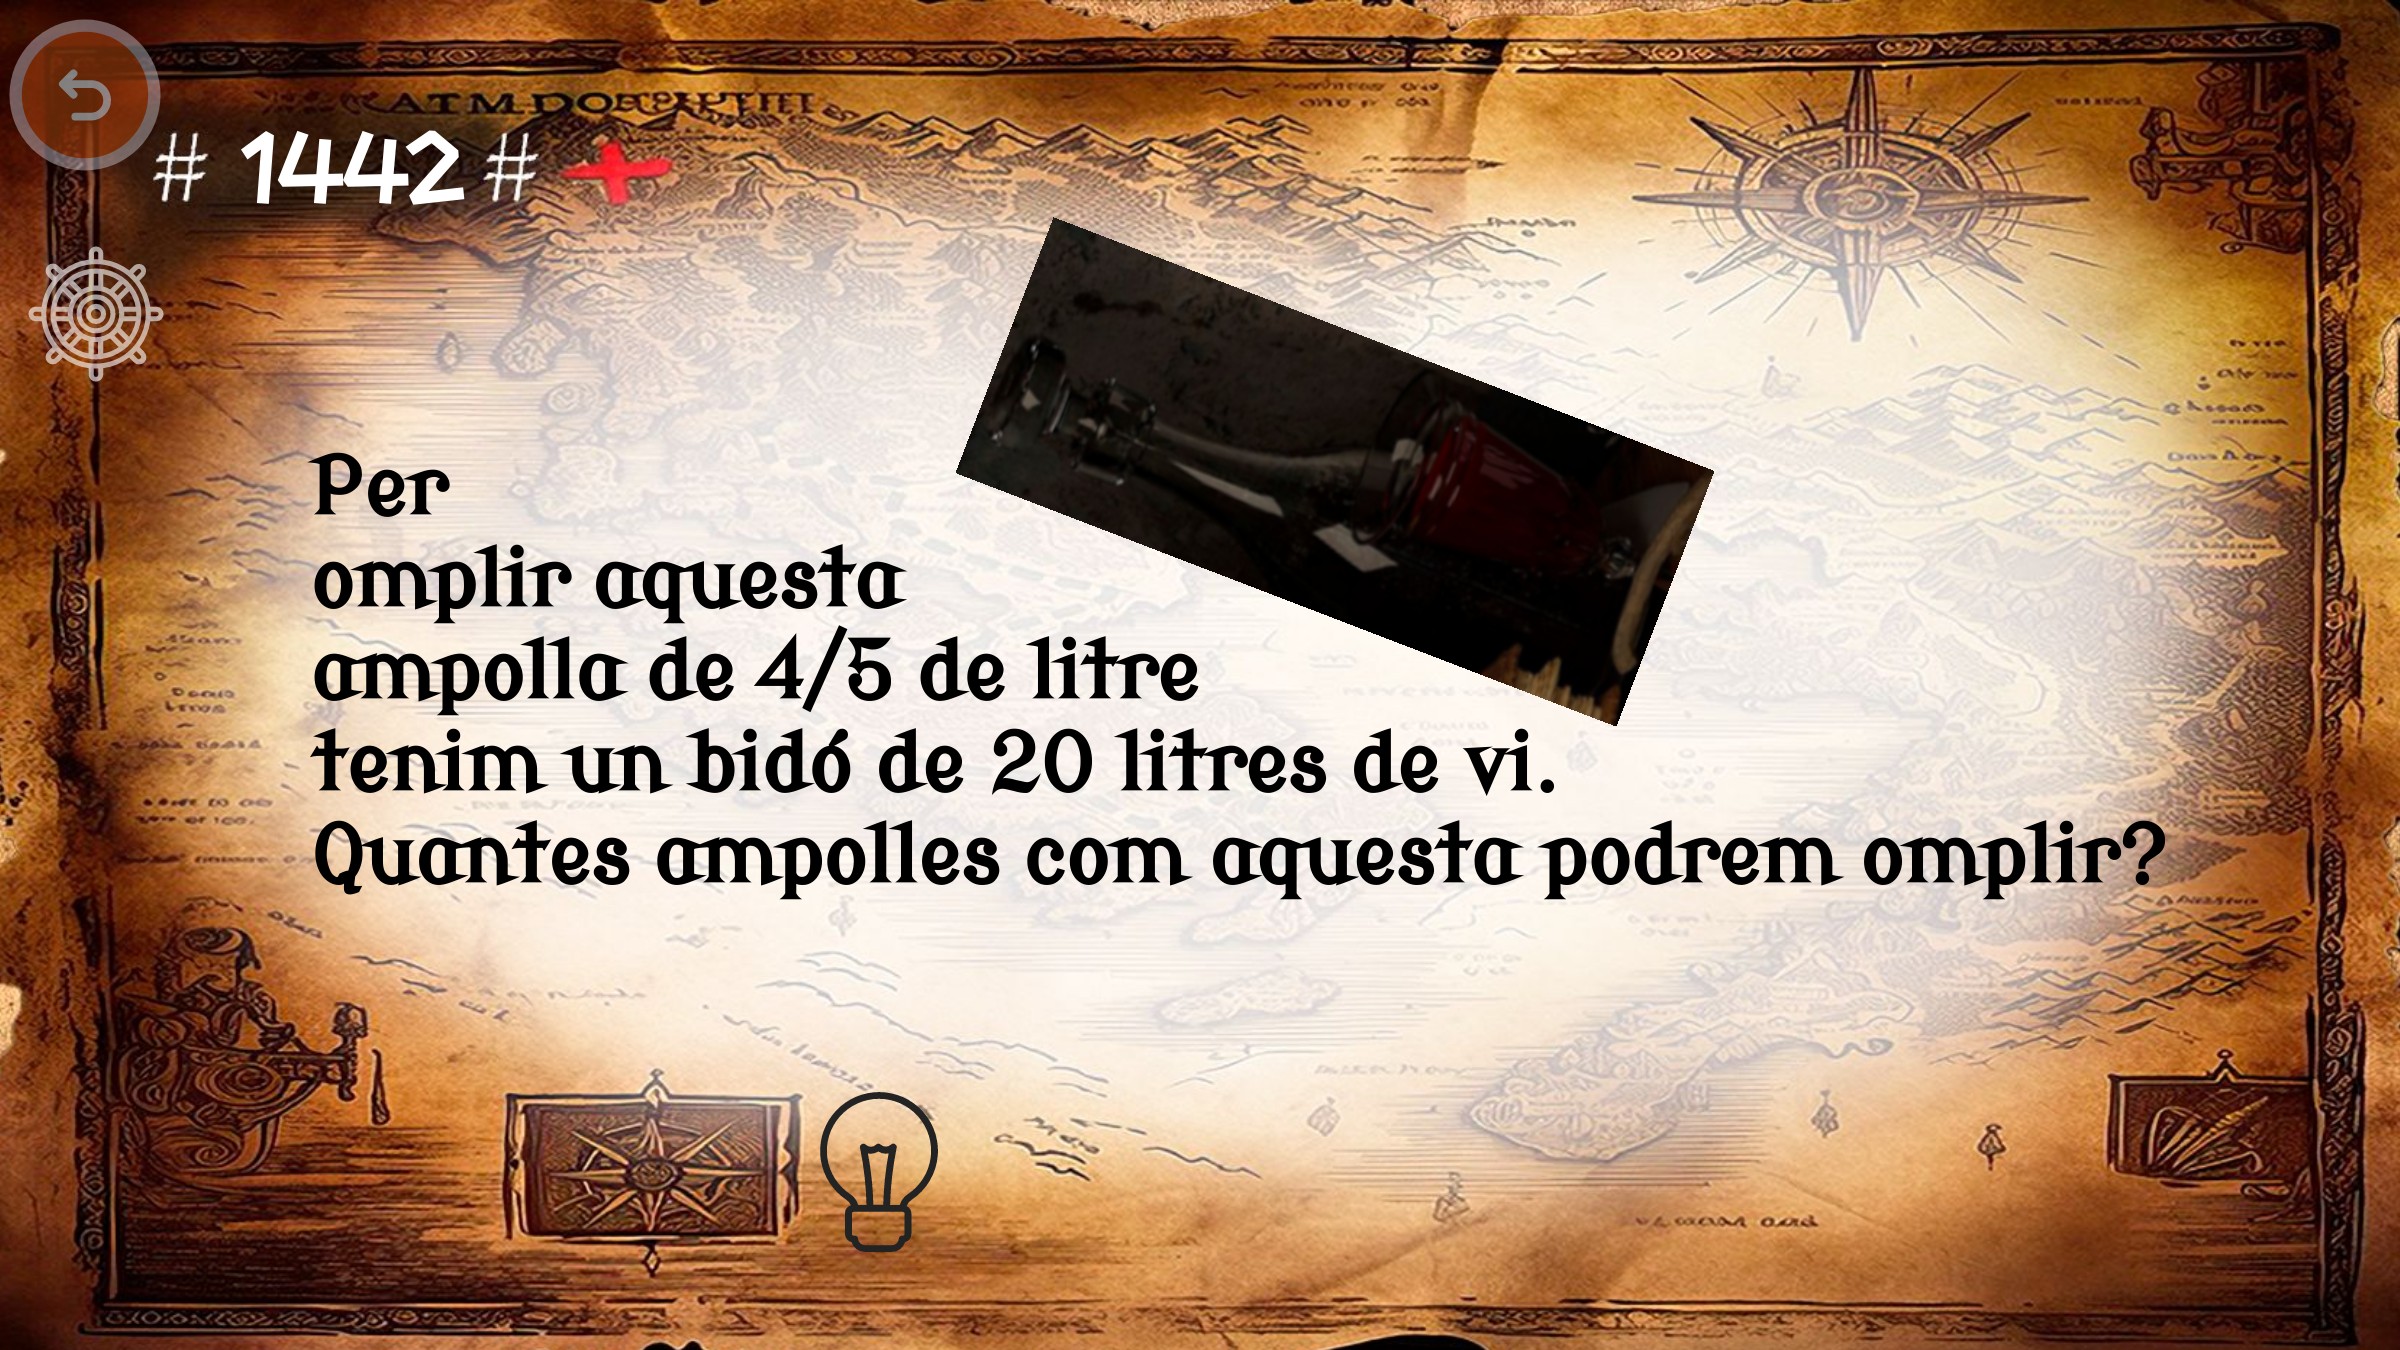 # 1442 #
Per
omplir aquesta
ampolla de 4/5 de litre
tenim un bidó de 20 litres de vi.
Quantes ampolles com aquesta podrem omplir?